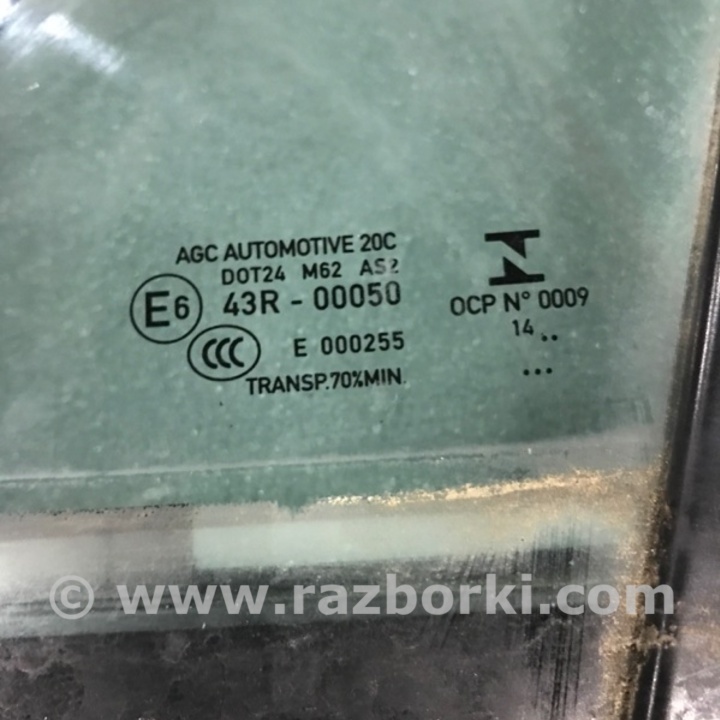 AGC AUTOMOTIVE 20C
DOT24 M62 AS2
E6 43R - 00050
CCC E 000255
TRANSP.70%MIN.
OCP N° 0009
14 ..
...
© www.razborki.com